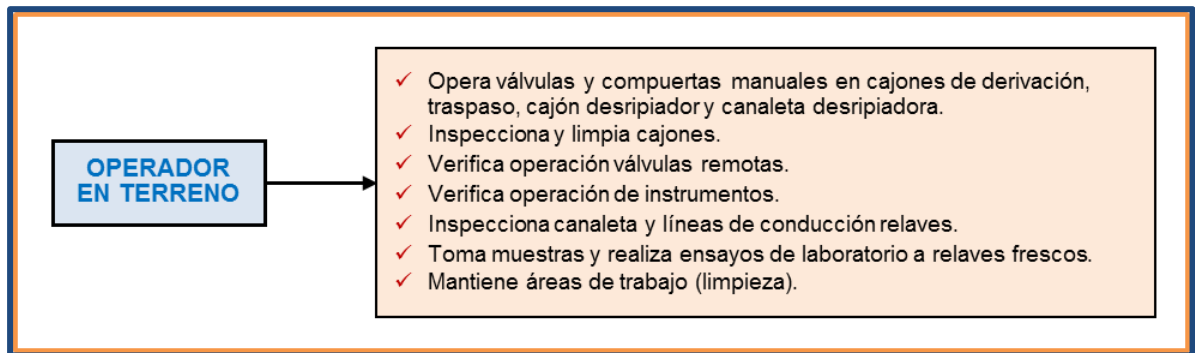 OPERADOR
EN TERRENO
✓ Opera válvulas y compuertas manuales en cajones de derivación,
traspaso, cajón desripiador y canaleta desripiadora.
✓ Inspecciona y limpia cajones.
✓ Verifica operación válvulas remotas.
✓ Verifica operación de instrumentos.
✓ Inspecciona canaleta y líneas de conducción relaves.
✓ Toma muestras y realiza ensayos de laboratorio a relaves frescos.
✓ Mantiene áreas de trabajo (limpieza).